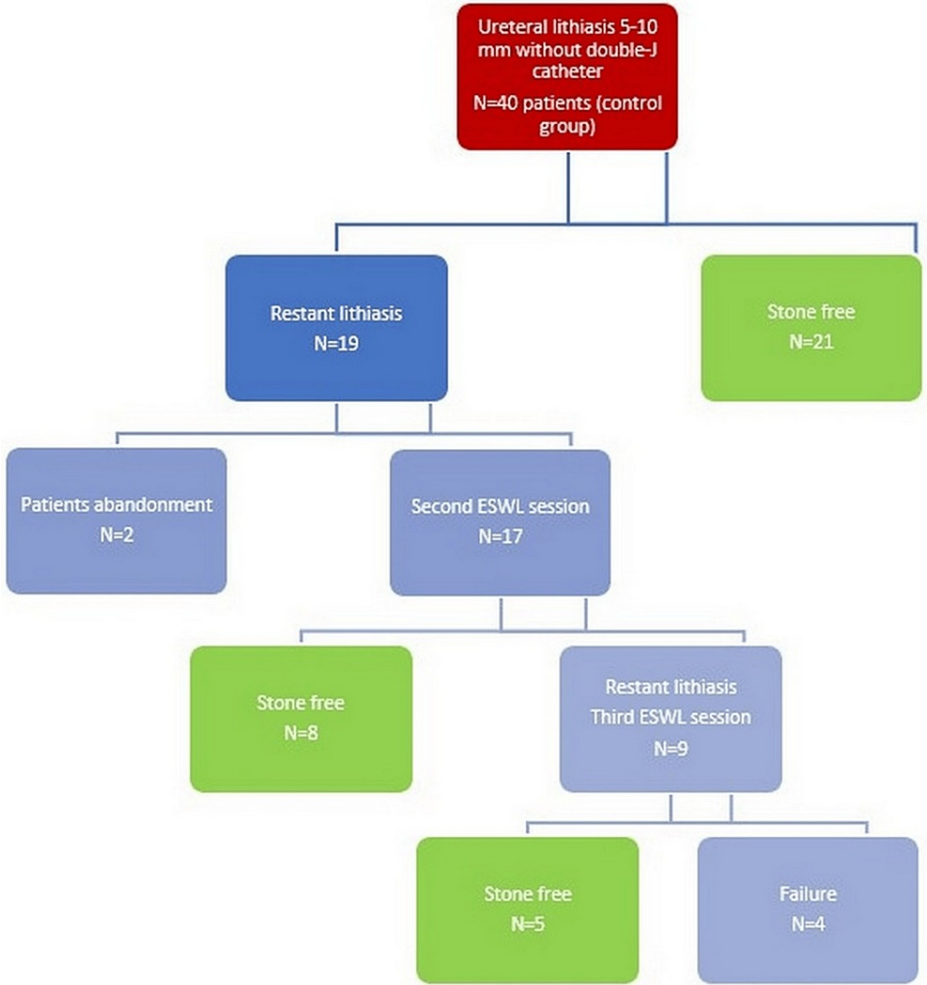 Ureteral lithiasis 5-10
mm without double-J
catheter
N=40 patients (control
group)
Restant lithiasis
N=19
Stone free
N=21
Patients abandonment
N=2
Second ESWL session
N=17
Stone free
N=8
Restant lithiasis
Third ESWL session
N=9
Stone free
N=5
Failure
N=4